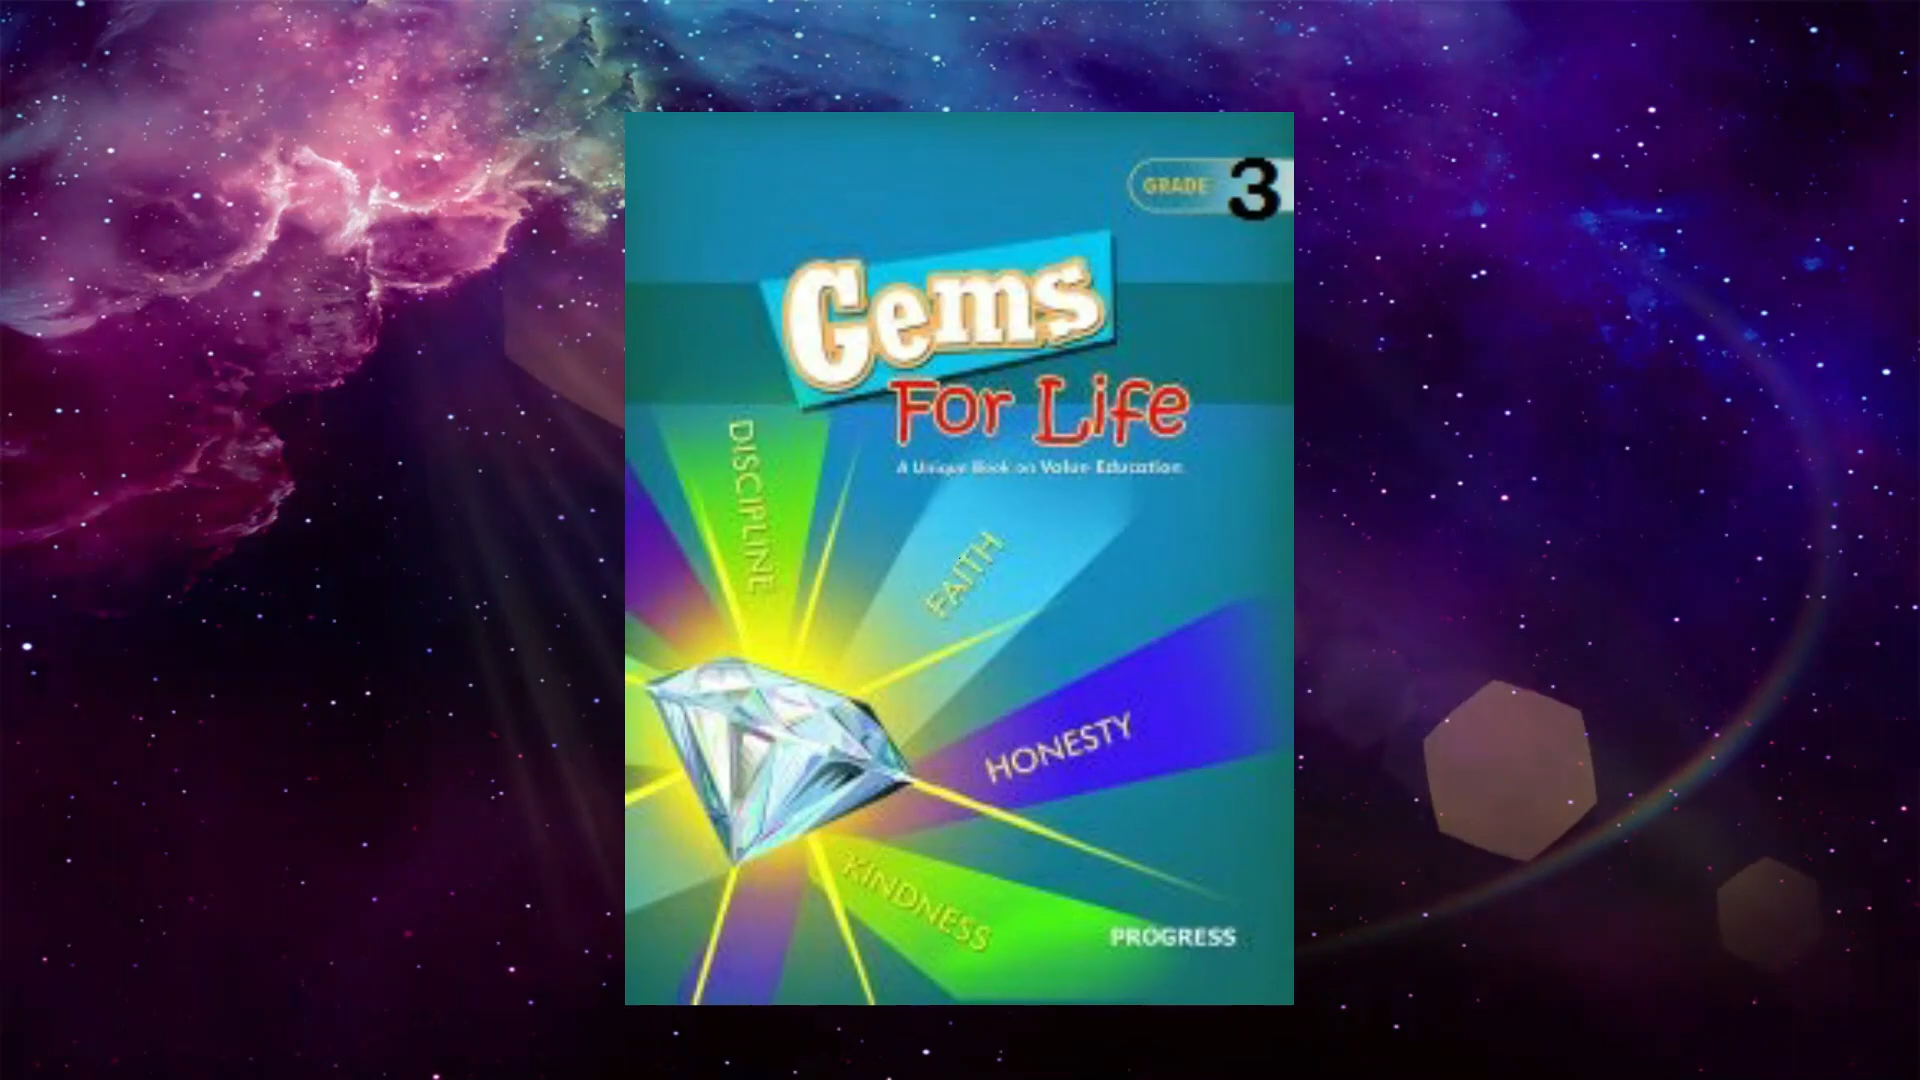 GRADE 3
Gems
For Life
A Unique Book on Value Education
DISCIPLINE
FAITH
HONESTY
KINDNESS
PROGRESS